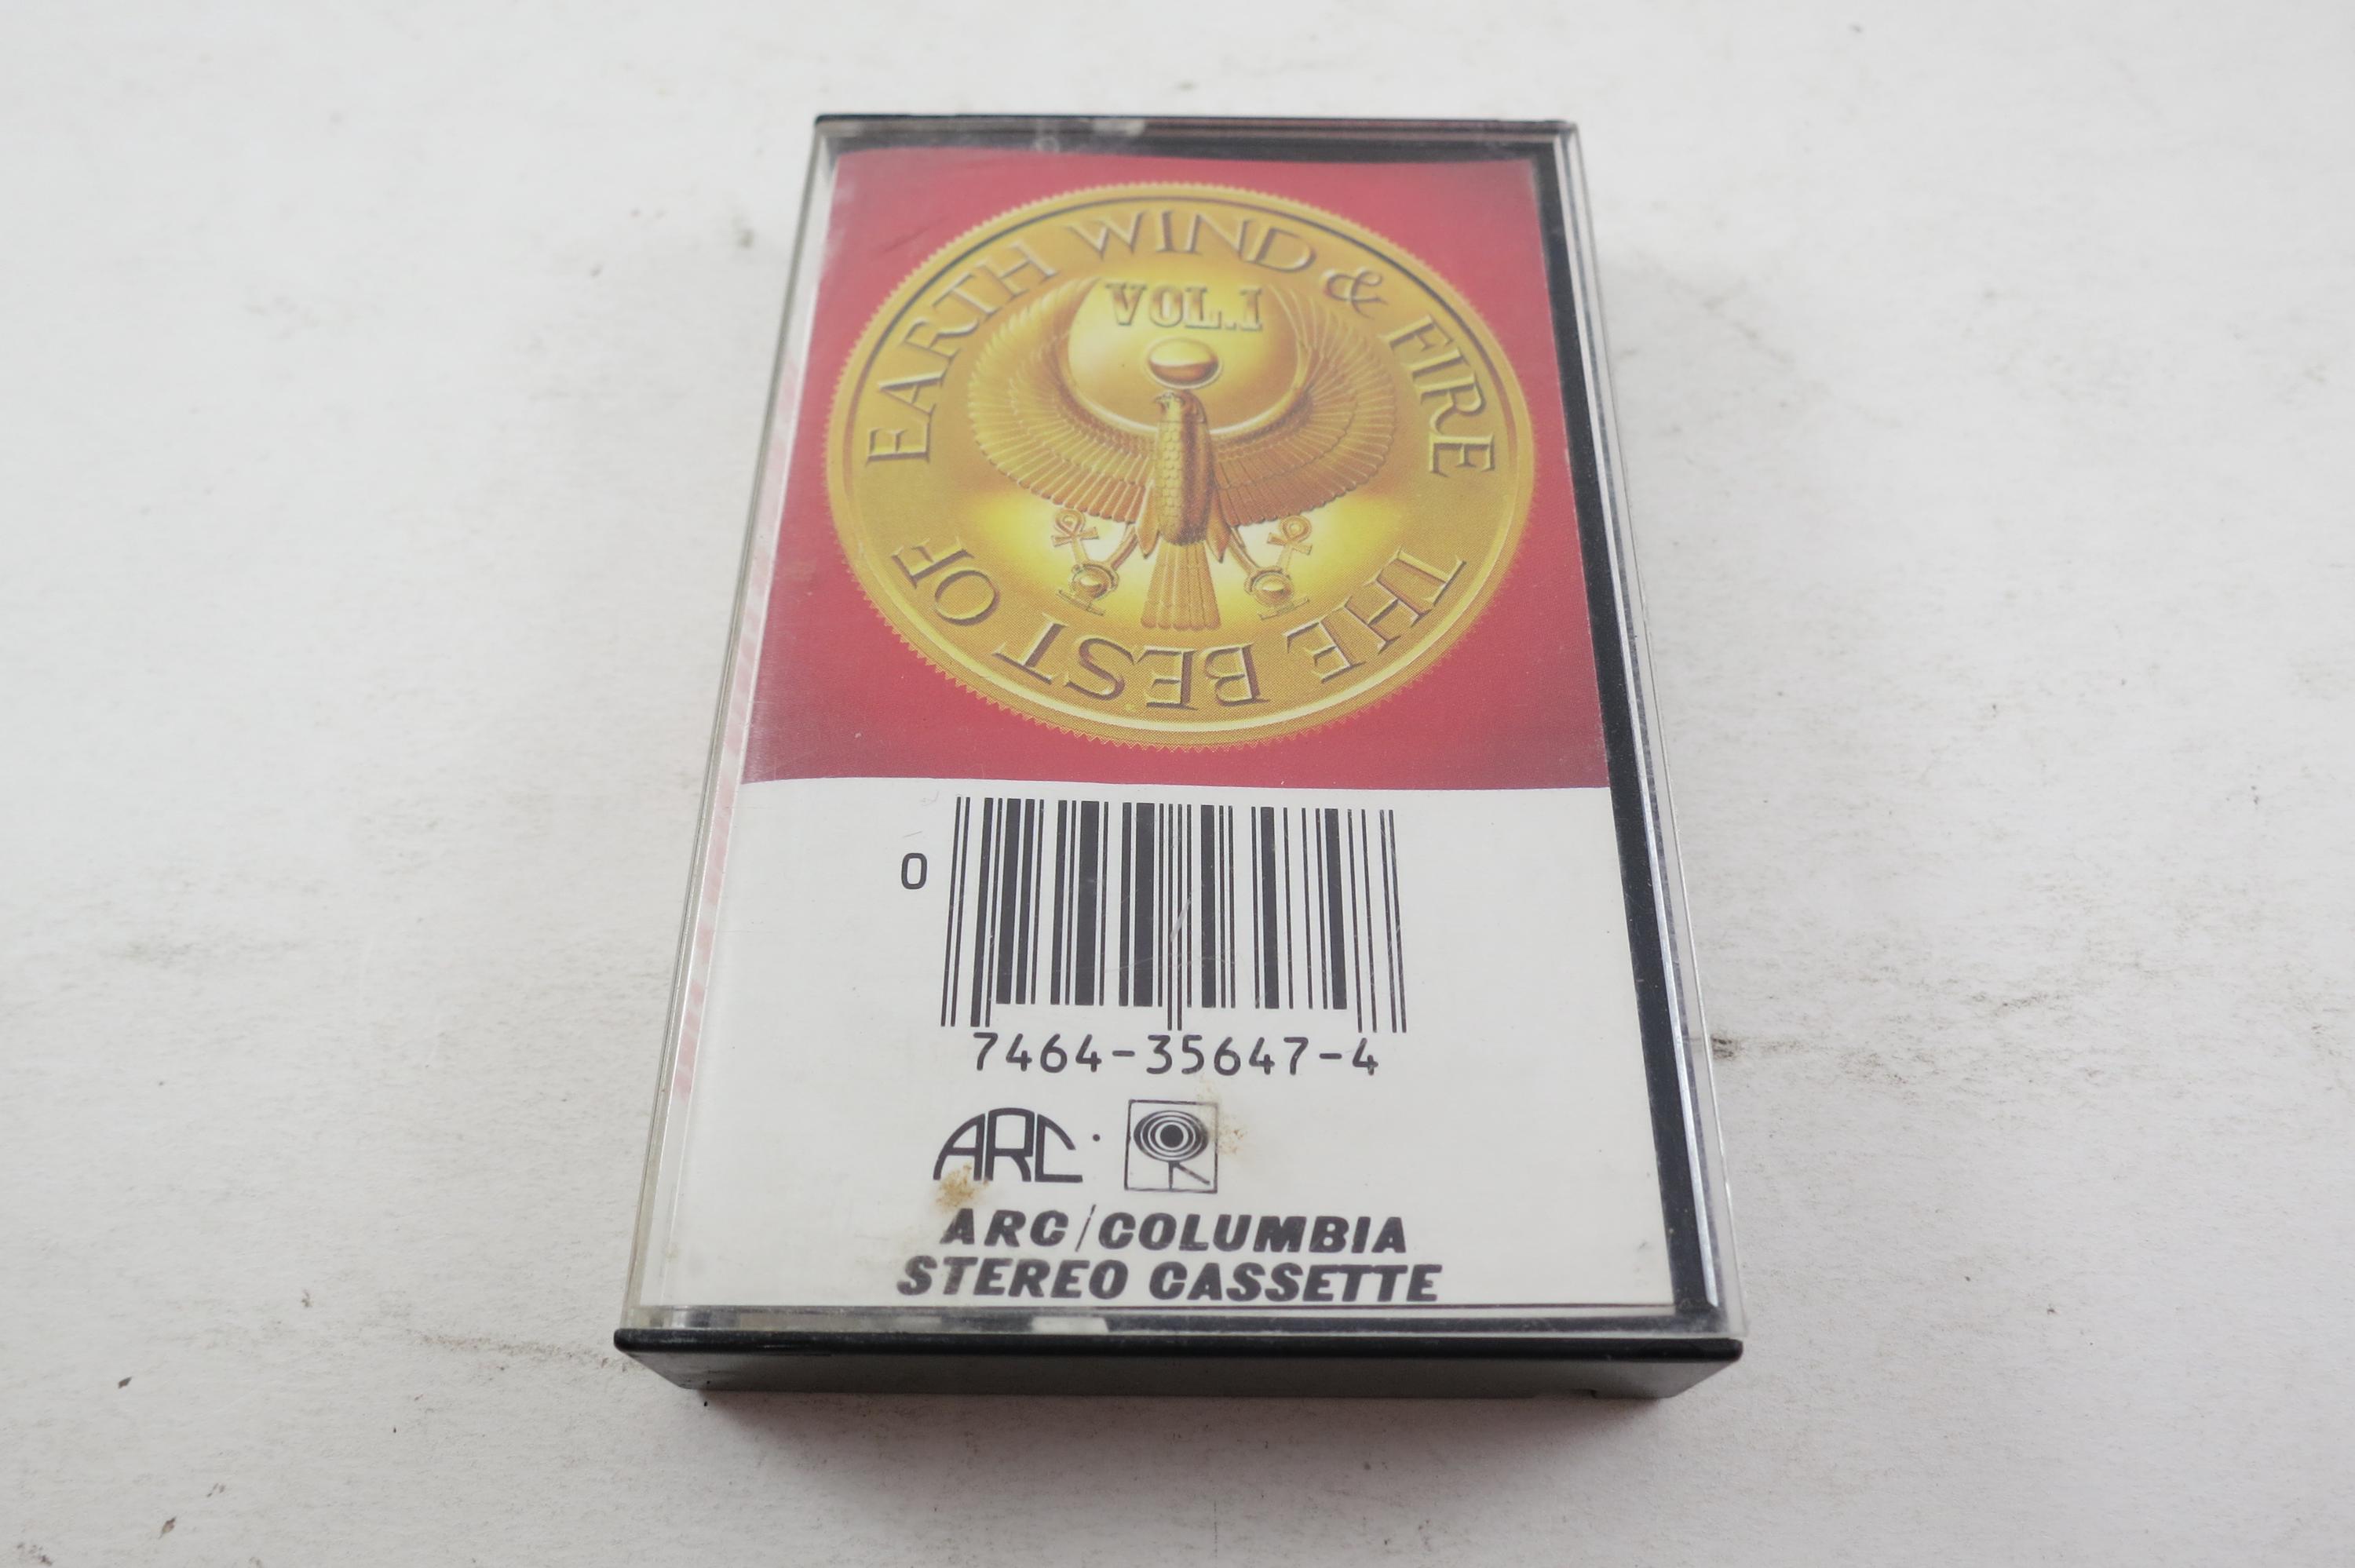 EARTH WIND & FIRE
VOL.1
THE BEST OF
0
7464-35647-4
ARC ·
ARC/COLUMBIA
STEREO CASSETTE